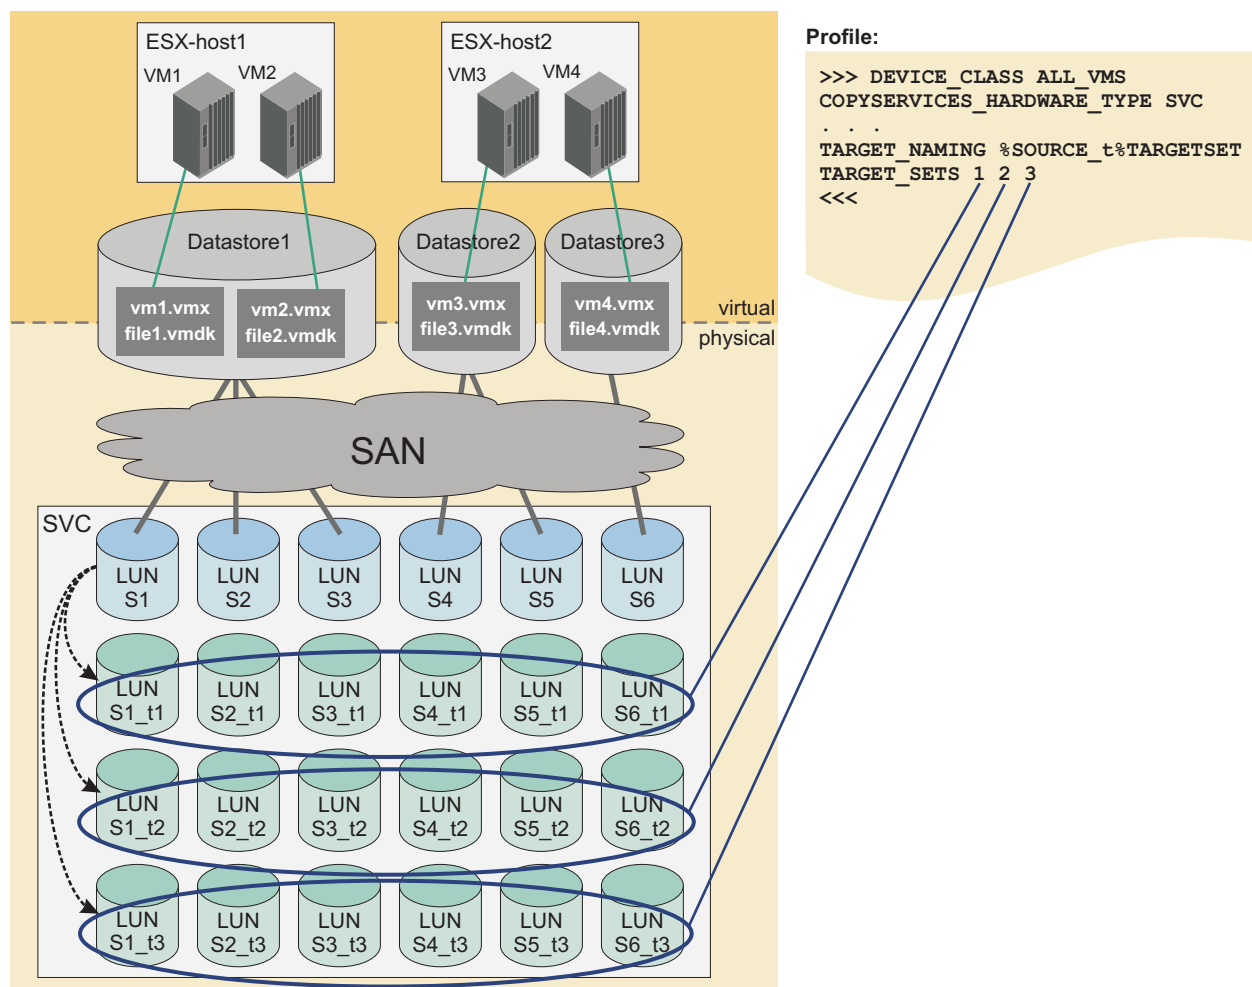 ESX-host1
VM1
VM2
ESX-host2
VM3
VM4
Datastore1
Datastore2
Datastore3
vm1.vmx
file1.vmdk
vm2.vmx
file2.vmdk
vm3.vmx
file3.vmdk
vm4.vmx
file4.vmdk
virtual
physical
SAN
SVC
LUN
S1
LUN
S2
LUN
S3
LUN
S4
LUN
S5
LUN
S6
LUN
S1_t1
LUN
S2_t1
LUN
S3_t1
LUN
S4_t1
LUN
S5_t1
LUN
S6_t1
LUN
S1_t2
LUN
S2_t2
LUN
S3_t2
LUN
S4_t2
LUN
S5_t2
LUN
S6_t2
LUN
S1_t3
LUN
S2_t3
LUN
S3_t3
LUN
S4_t3
LUN
S5_t3
LUN
S6_t3
Profile:
>>> DEVICE_CLASS ALL_VMS
COPYSERVICES_HARDWARE_TYPE SVC
. . .
TARGET_NAMING %SOURCE_t%TARGETSET
TARGET_SETS 1 2 3
<<<